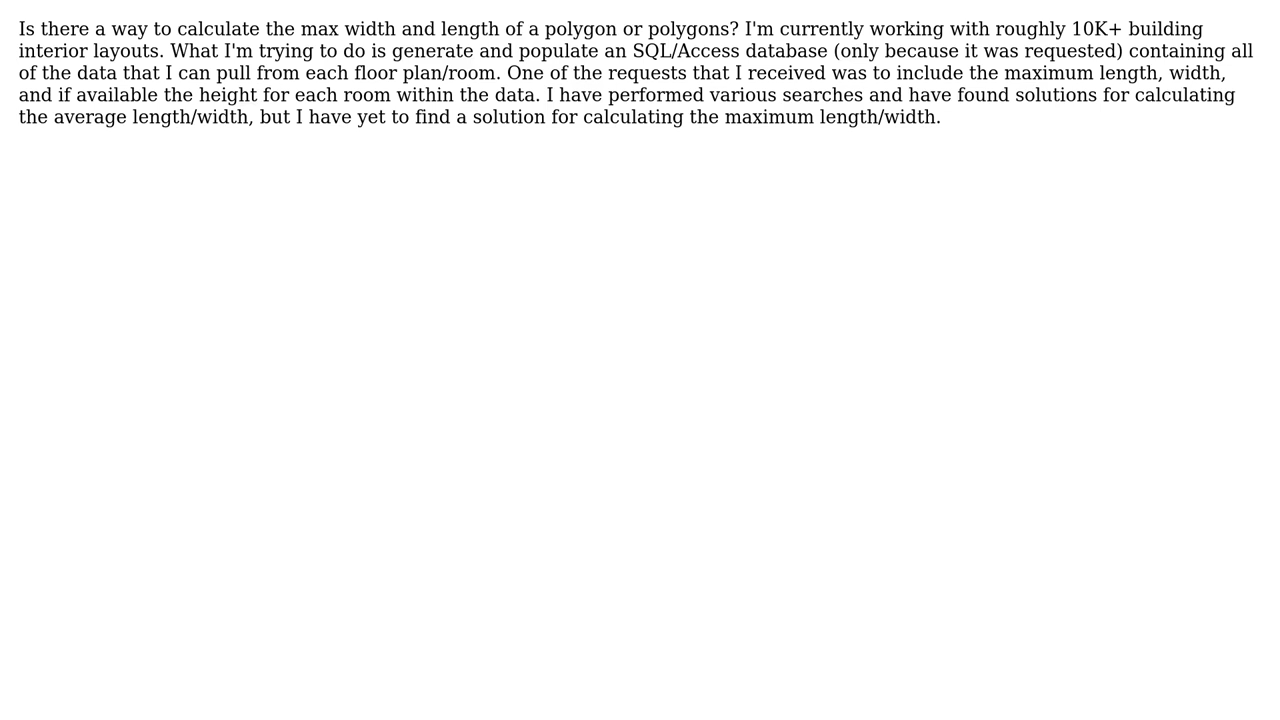 Is there a way to calculate the max width and length of a polygon or polygons? I'm currently working with roughly 10K+ building
interior layouts. What I'm trying to do is generate and populate an SQL/Access database (only because it was requested) containing all
of the data that I can pull from each floor plan/room. One of the requests that I received was to include the maximum length, width,
and if available the height for each room within the data. I have performed various searches and have found solutions for calculating
the average length/width, but I have yet to find a solution for calculating the maximum length/width.